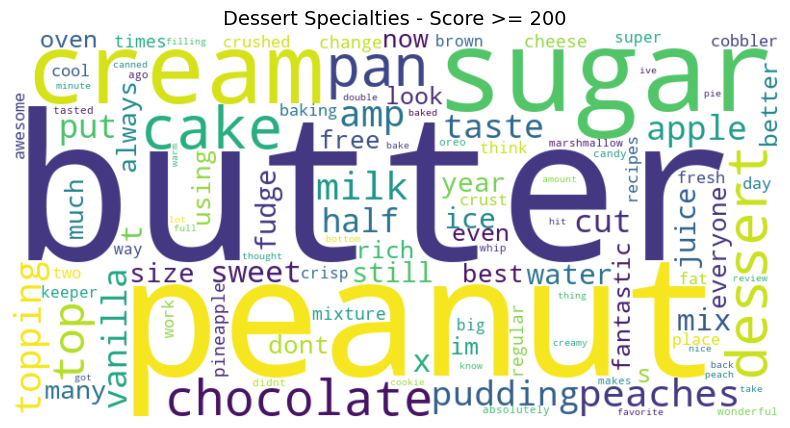 Dessert Specialties - Score >= 200
oven times filling crushed change now brown super cheese cobbler
cool canned ago cream pan look sugar pie better
minute tasted double ive
awesome put always cake baking amp baked taste apple
free think marshmallow recipes
butter warm bake oreo candy fresh day
much using fudge milk year crust amount
lot full half ice even hit cut juice everyone dessert
way t bottom rich whip
thought
topping two size sweet crisp still best water fantastic fat review
keeper top vanilla peanut thing
work pineapple mixture dont big regular mix place
im creamy nice
x know s back
many got didnt cookie makes peach take
chocolate pudding peaches
absolutely favorite wonderful